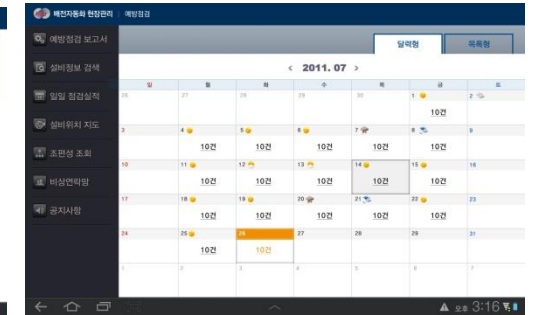 배전자동화 현장관리 예방점검
예방점검 보고서
설비정보 검색
일일 점검실적
설비위치 지도
조편성 조회
비상연락망
공지사항
달력형 목록형
< 2011. 07 >
일 월 화 수 목 금 토
26 27 28 29 30 1 2
10건
3 4 5 6 7 8 9
10건 10건 10건 10건 10건
10 11 12 13 14 15 16
10건 10건 10건 10건 10건
17 18 19 20 21 22 23
10건 10건 10건 10건 10건
24 25 26 27 28 29 31
10건 10건
1 2 3 4 5 6 7
오후 3:16